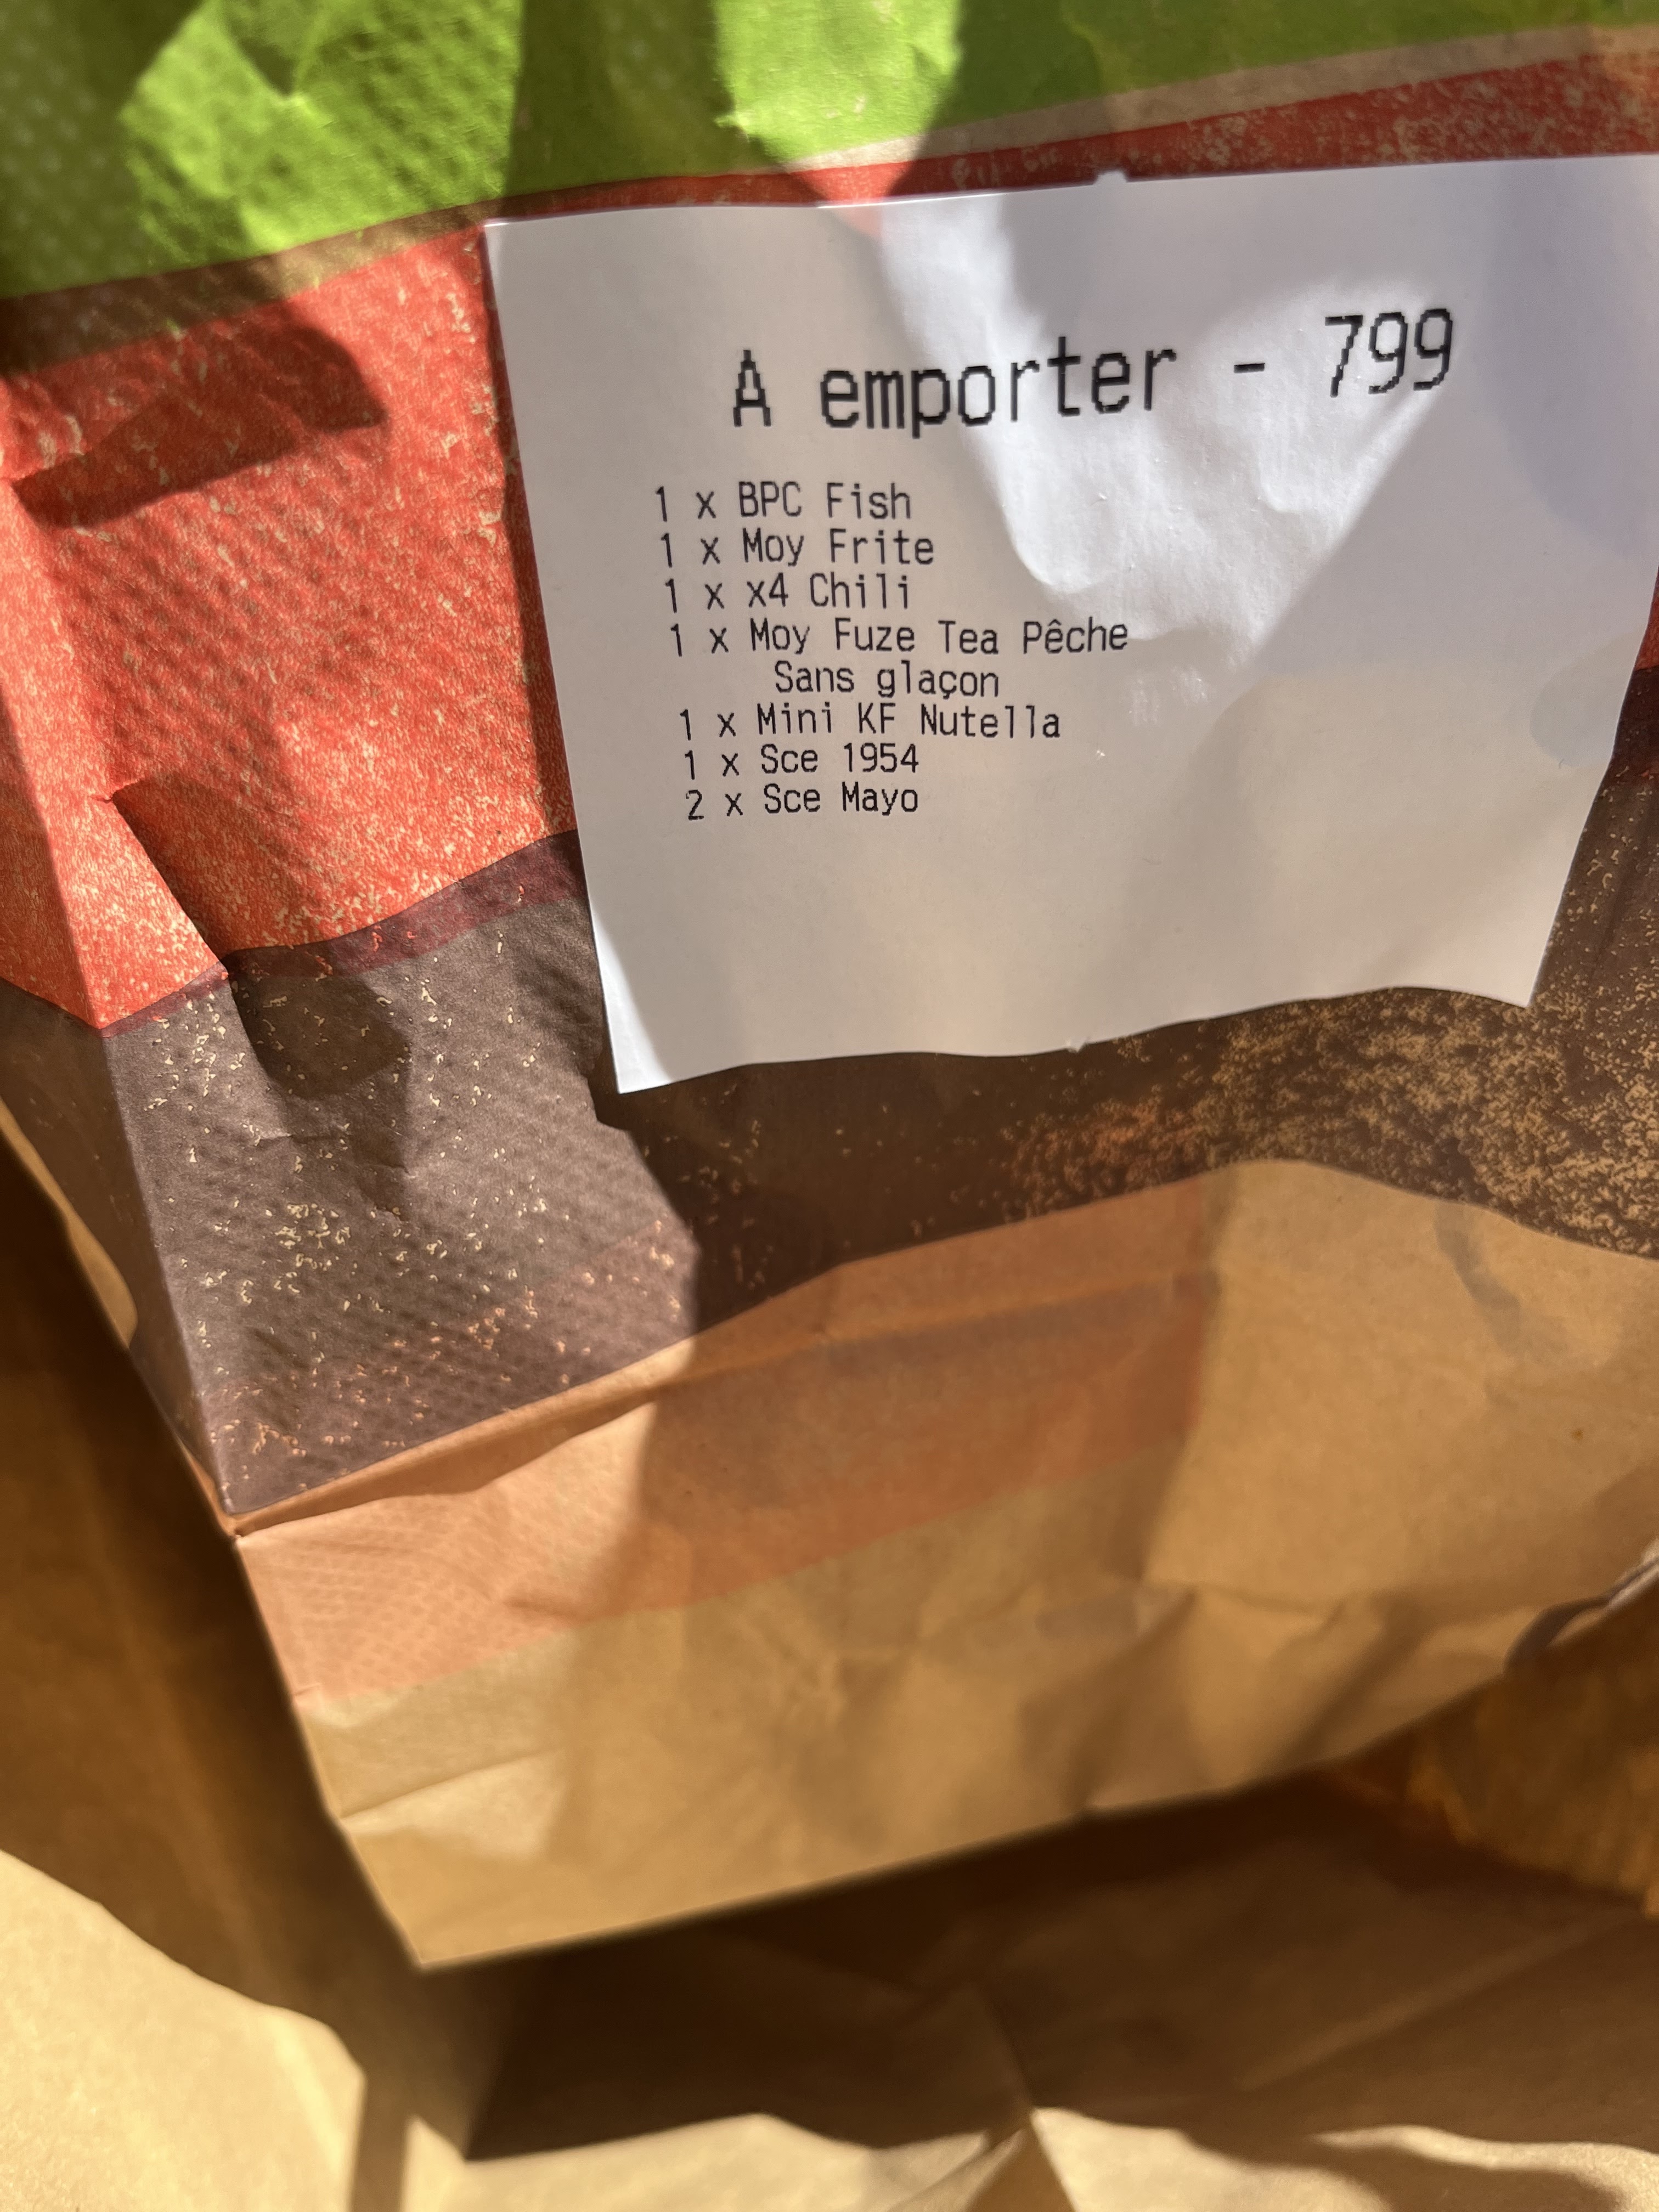 A emporter - 799
1 x BPC Fish
1 x Moy Frite
1 x x4 Chili
1 x Moy Fuze Tea Pêche
Sans glaçon
1 x Mini KF Nutella
1 x Sce 1954
2 x Sce Mayo